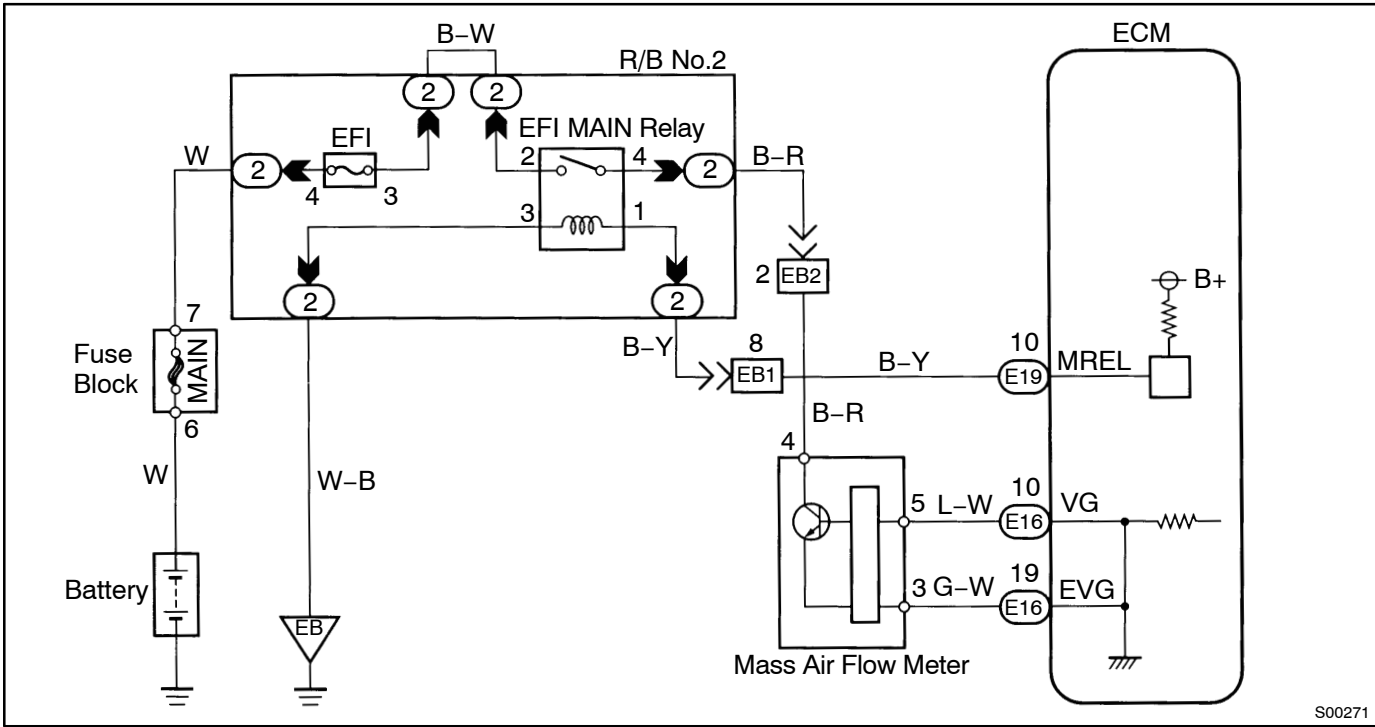 ECM
B–W
R/B No.2
2
2
EFI
EFI MAIN Relay
W
2
4
3
2
4
2
B–R
3
1
2
EB2
B+
2
2
7
B–Y
8
EB1
B–Y
10
E19
MREL
Fuse
Block
MAIN
B–R
6
4
W
W–B
5
L–W
10
E16
VG
Battery
3
G–W
19
E16
EVG
EB
Mass Air Flow Meter
S00271